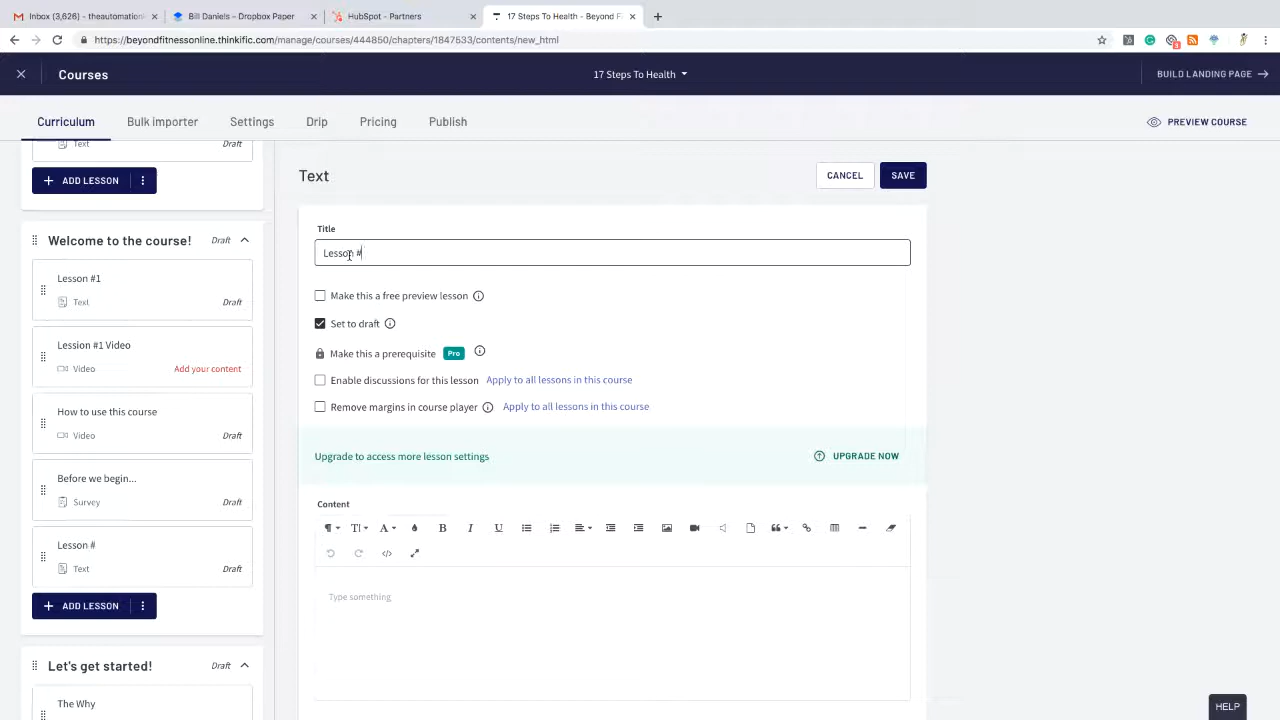 Inbox (3,626) - theautomation
Bill Daniels – Dropbox Paper
HubSpot - Partners
17 Steps To Health - Beyond F
https://beyondfitnessonline.thinkific.com/manage/courses/444850/chapters/1847533/contents/new_html
Courses
17 Steps To Health
BUILD LANDING PAGE
Curriculum
Bulk importer
Settings
Drip
Pricing
Publish
PREVIEW COURSE
Text
Draft
ADD LESSON
Welcome to the course!
Draft
Lesson #1
Text
Draft
Lession #1 Video
Video
Add your content
How to use this course
Video
Draft
Before we begin...
Survey
Draft
Lesson #
Text
Draft
ADD LESSON
Let's get started!
Draft
The Why
Text
CANCEL
SAVE
Title
Lesson #
Make this a free preview lesson
Set to draft
Make this a prerequisite
Pro
Enable discussions for this lesson
Apply to all lessons in this course
Remove margins in course player
Apply to all lessons in this course
Upgrade to access more lesson settings
UPGRADE NOW
Content
Type something
HELP